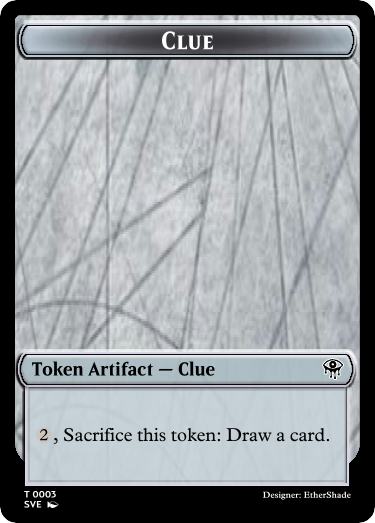 Clue
Token Artifact — Clue
2, Sacrifice this token: Draw a card.
T 0003
SVE
Designer: EtherShade